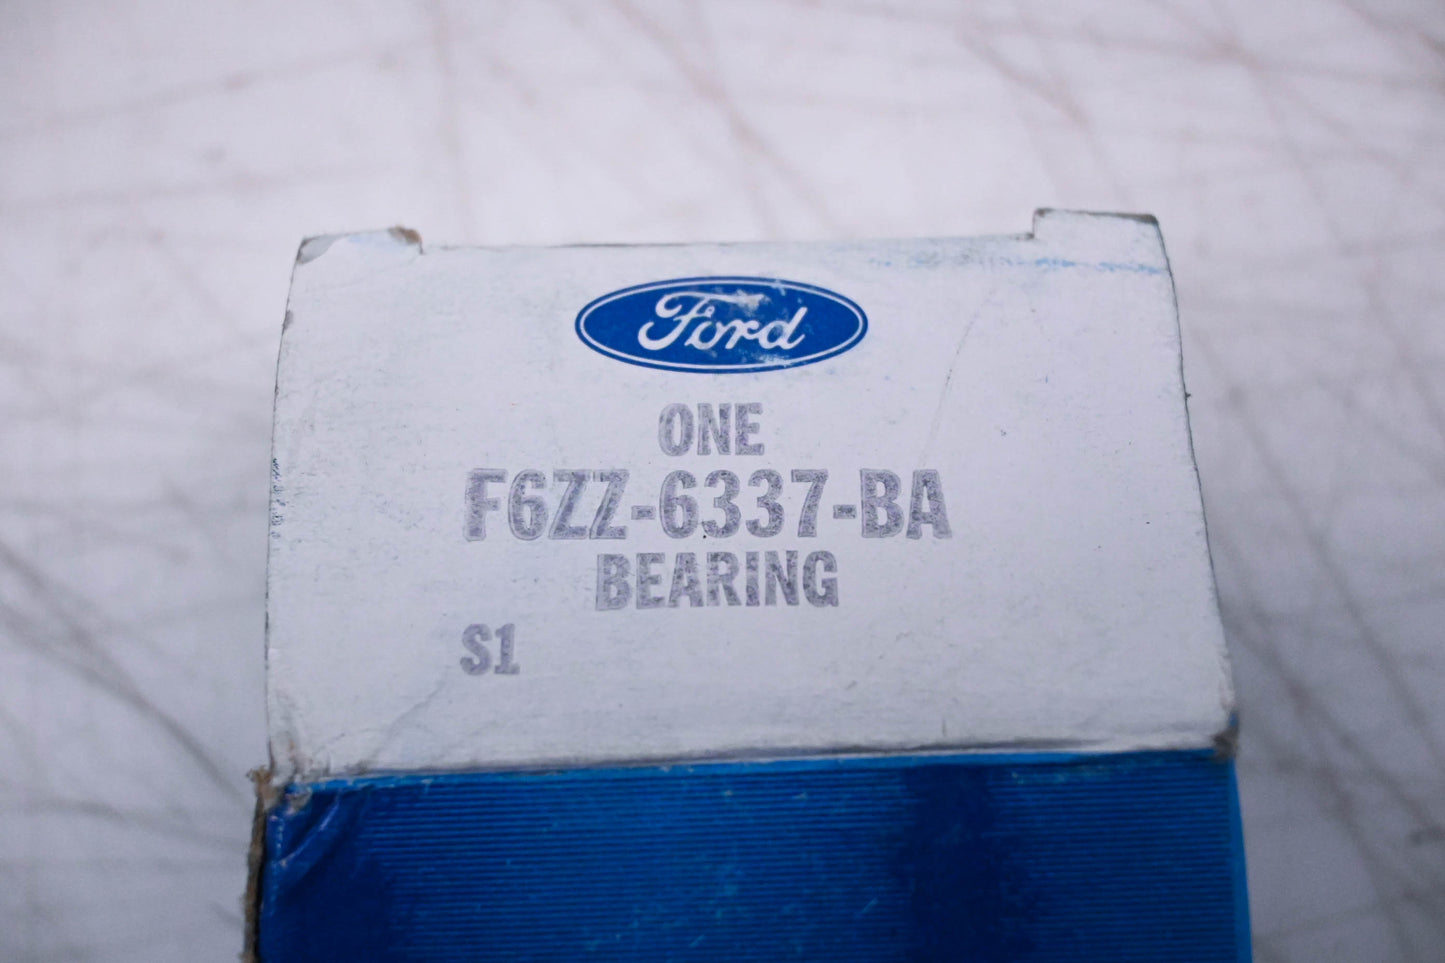 Ford
ONE
F6ZZ-6337-BA
BEARING
S1